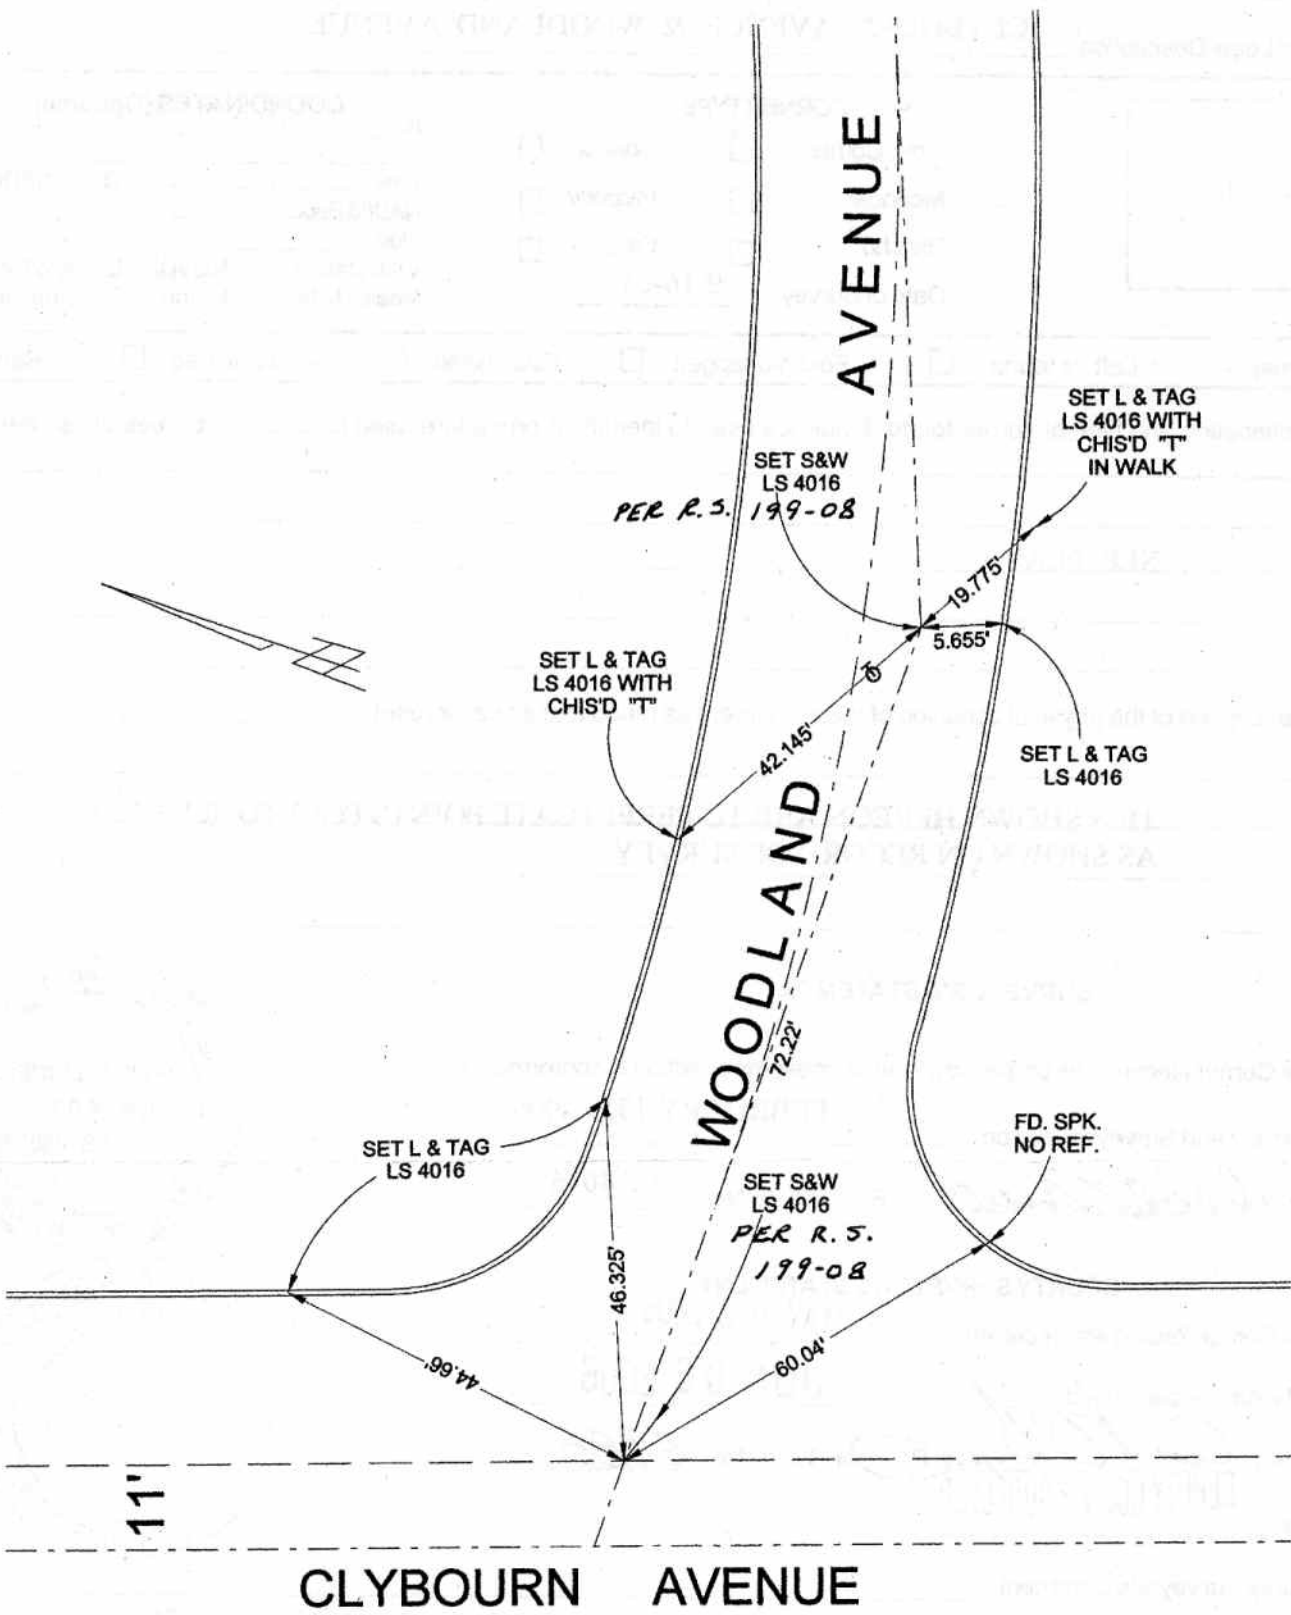 AVENUE
SET L & TAG
LS 4016 WITH
CHIS'D "T"
IN WALK
SET S&W
LS 4016
PER R.S. 199-08
19.775'
5.655'
SET L & TAG
LS 4016 WITH
CHIS'D "T"
42.145'
SET L & TAG
LS 4016
WOODLAND
72.22'
FD. SPK.
NO REF.
SET L & TAG
LS 4016
SET S&W
LS 4016
PER R.S.
199-08
46.325'
44.66'
60.04'
11'
CLYBOURN AVENUE